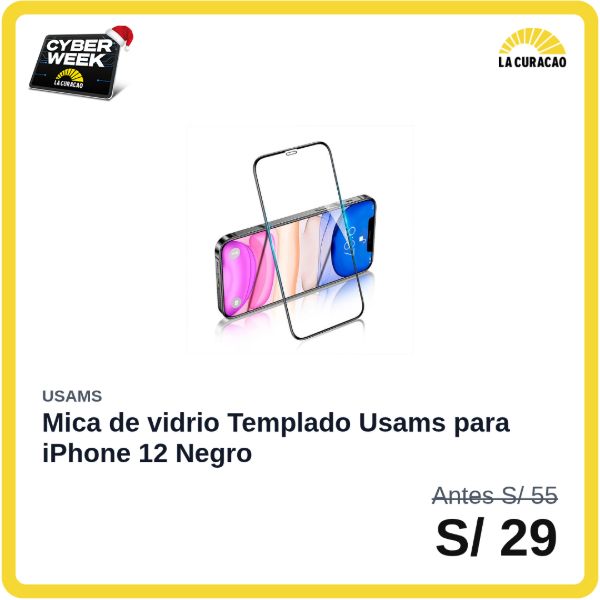 CYBER
WEEK
LA CURACAO
LA CURACAO
USAMS
Mica de vidrio Templado Usams para
iPhone 12 Negro
Antes S/ 55
S/ 29